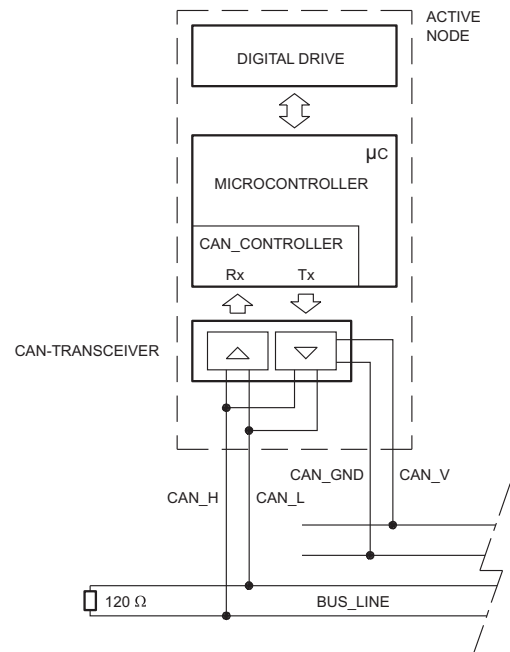 ACTIVE
NODE
DIGITAL DRIVE
µC
MICROCONTROLLER
CAN_CONTROLLER
Rx Tx
CAN-TRANSCEIVER
CAN_GND CAN_V
CAN_H CAN_L
120 Ω BUS_LINE